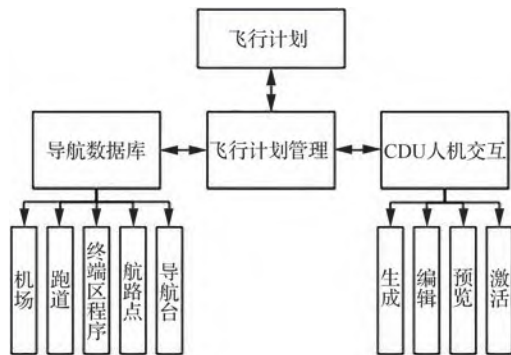 飞行计划
导航数据库
飞行计划管理
CDU人机交互
机场
跑道
终端区程序
航路点
导航台
生成
编辑
预览
激活